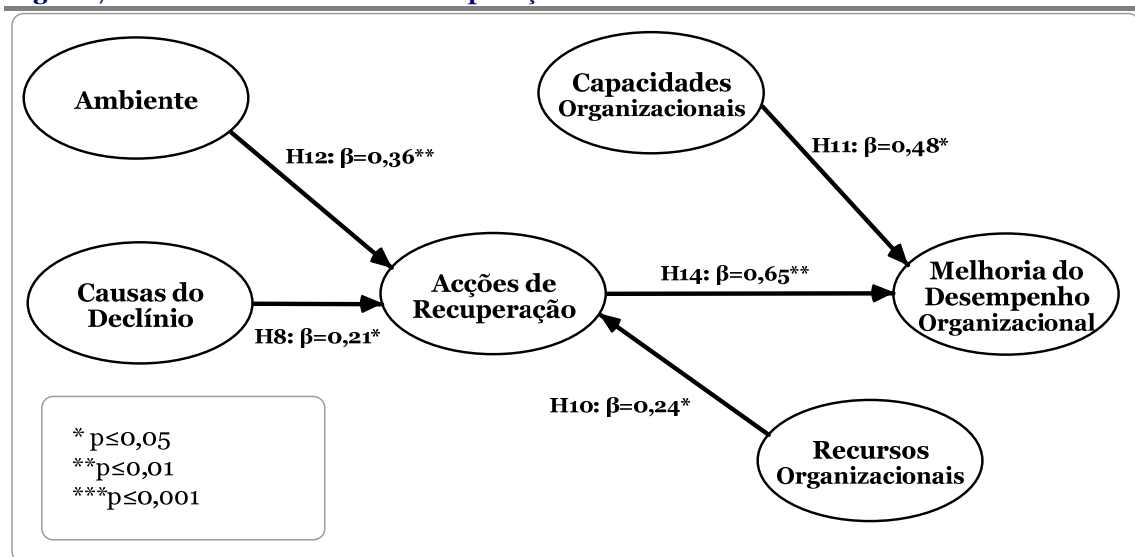 Ambiente
Capacidades
Organizacionais
H12: β=0,36**
H11: β=0,48*
Causas do
Declínio
H8: β=0,21*
Acções de
Recuperação
H14: β=0,65**
Melhoria do
Desempenho
Organizacional
H10: β=0,24*
Recursos
Organizacionais
* p≤0,05
**p≤0,01
***p≤0,001